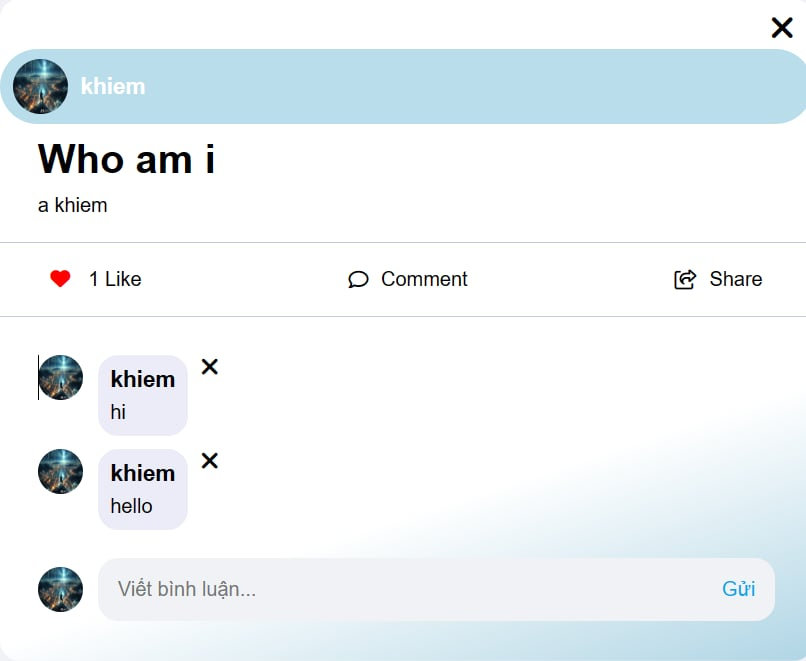 khiem
Who am i
a khiem
1 Like
Comment
Share
khiem
hi
khiem
hello
Viết bình luận...
Gửi